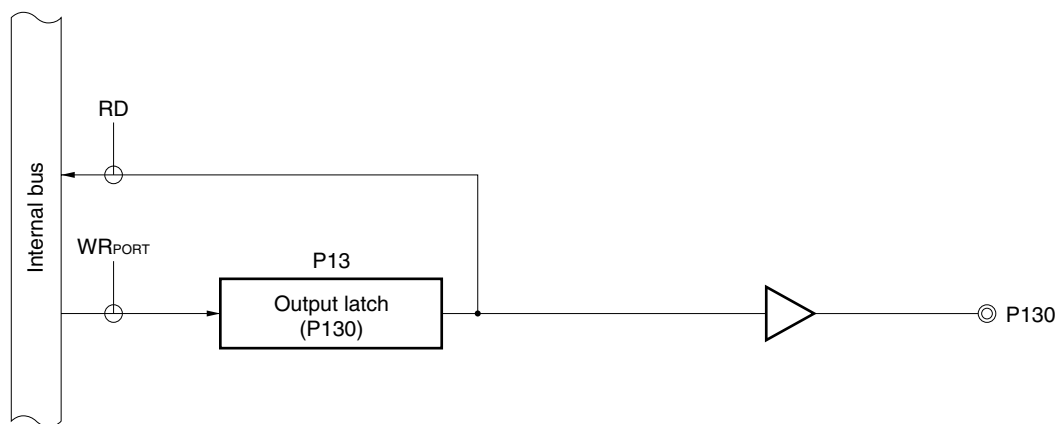 RD
Internal bus
WRPORT
P13
Output latch
(P130)
P130